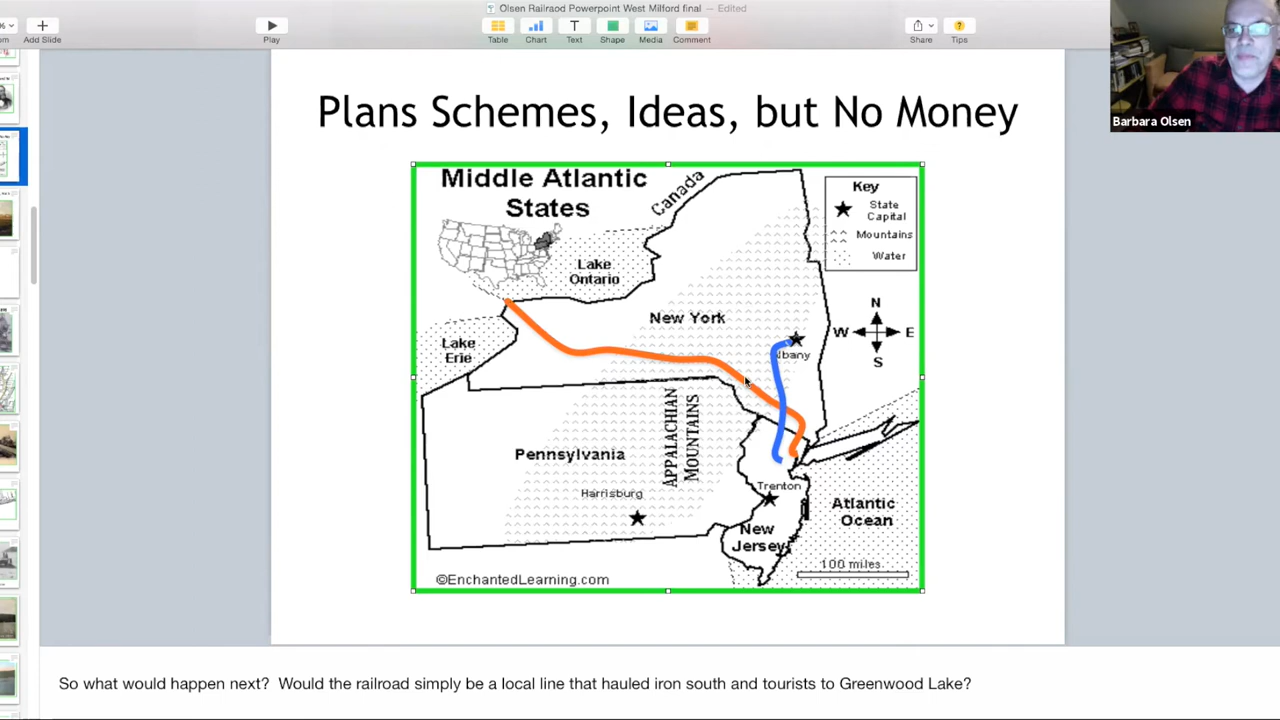 Olsen Railraod Powerpoint West Milford final — Edited
Add Slide
Play
Table
Chart
Text
Shape
Media
Comment
Share
Tips
Barbara Olsen
Plans Schemes, Ideas, but No Money
Middle Atlantic
States
Canada
Key
State
Capital
Mountains
Water
Lake
Ontario
N
W
E
S
New York
Lake
Erie
lbany
APPALACHIAN
MOUNTAINS
Pennsylvania
Harrisburg
Trenton
Atlantic
Ocean
New
Jersey
100 miles
©EnchantedLearning.com
So what would happen next?  Would the railroad simply be a local line that hauled iron south and tourists to Greenwood Lake?